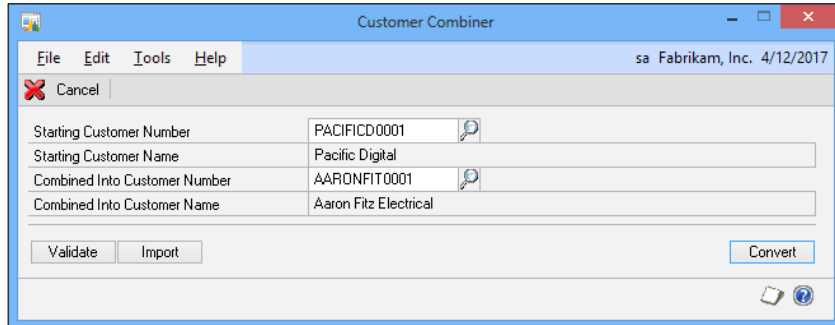 Customer Combiner
File Edit Tools Help sa Fabrikam, Inc. 4/12/2017
Cancel
Starting Customer Number PACIFICD0001
Starting Customer Name Pacific Digital
Combined Into Customer Number AARONFIT0001
Combined Into Customer Name Aaron Fitz Electrical
Validate Import Convert